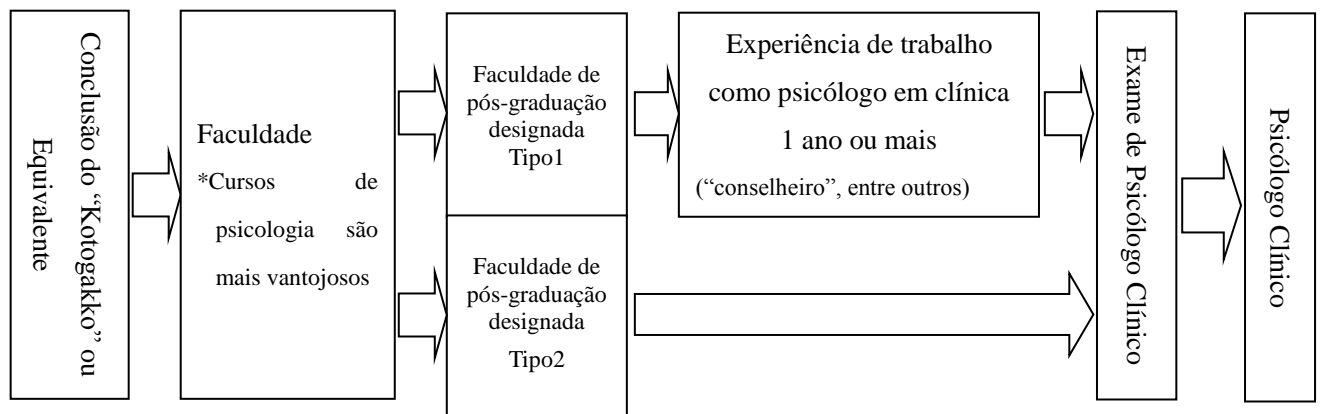 Conclusão do “Kotogakko” ou
Equivalente
Faculdade
*Cursos de
psicologia são
mais vantojosos
Faculdade de
pós-graduação
designada
Tipo1
Faculdade de
pós-graduação
designada
Tipo2
Experiência de trabalho
como psicólogo em clínica
1 ano ou mais
(“conselheiro”, entre outros)
Exame de Psicólogo Clínico
Psicólogo Clínico